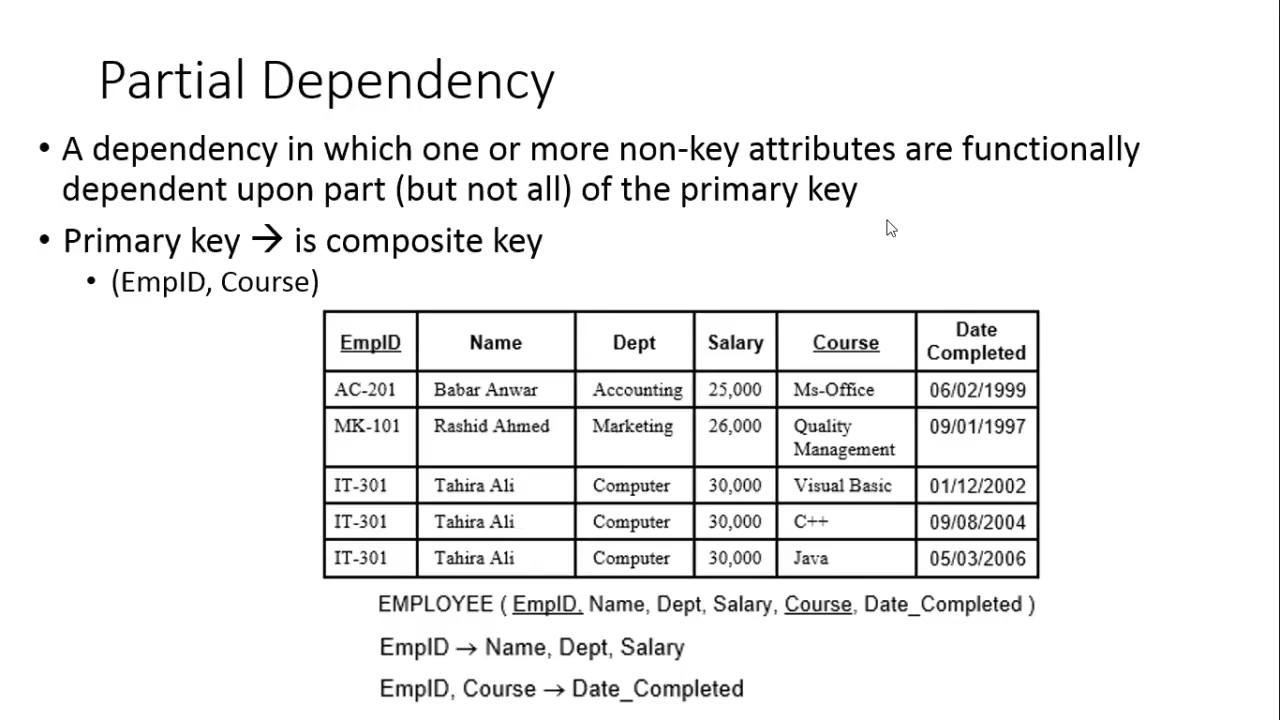 Partial Dependency
• A dependency in which one or more non-key attributes are functionally
dependent upon part (but not all) of the primary key
• Primary key → is composite key
• (EmpID, Course)
EmpID Name Dept Salary Course Date Completed
AC-201 Babar Anwar Accounting 25,000 Ms-Office 06/02/1999
MK-101 Rashid Ahmed Marketing 26,000 Quality Management 09/01/1997
IT-301 Tahira Ali Computer 30,000 Visual Basic 01/12/2002
IT-301 Tahira Ali Computer 30,000 C++ 09/08/2004
IT-301 Tahira Ali Computer 30,000 Java 05/03/2006
EMPLOYEE ( EmpID, Name, Dept, Salary, Course, Date_Completed )
EmpID → Name, Dept, Salary
EmpID, Course → Date_Completed